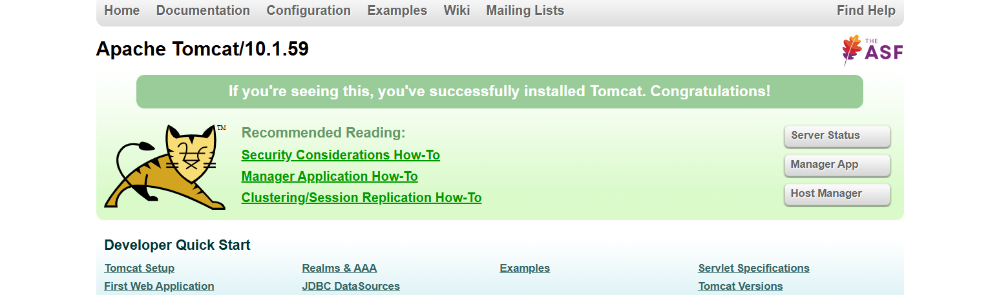 Home Documentation Configuration Examples Wiki Mailing Lists Find Help
Apache Tomcat/10.1.59
THE
ASF
If you're seeing this, you've successfully installed Tomcat. Congratulations!
TM
Recommended Reading:
Security Considerations How-To
Manager Application How-To
Clustering/Session Replication How-To
Server Status
Manager App
Host Manager
Developer Quick Start
Tomcat Setup Realms & AAA Examples Servlet Specifications
First Web Application JDBC DataSources Tomcat Versions